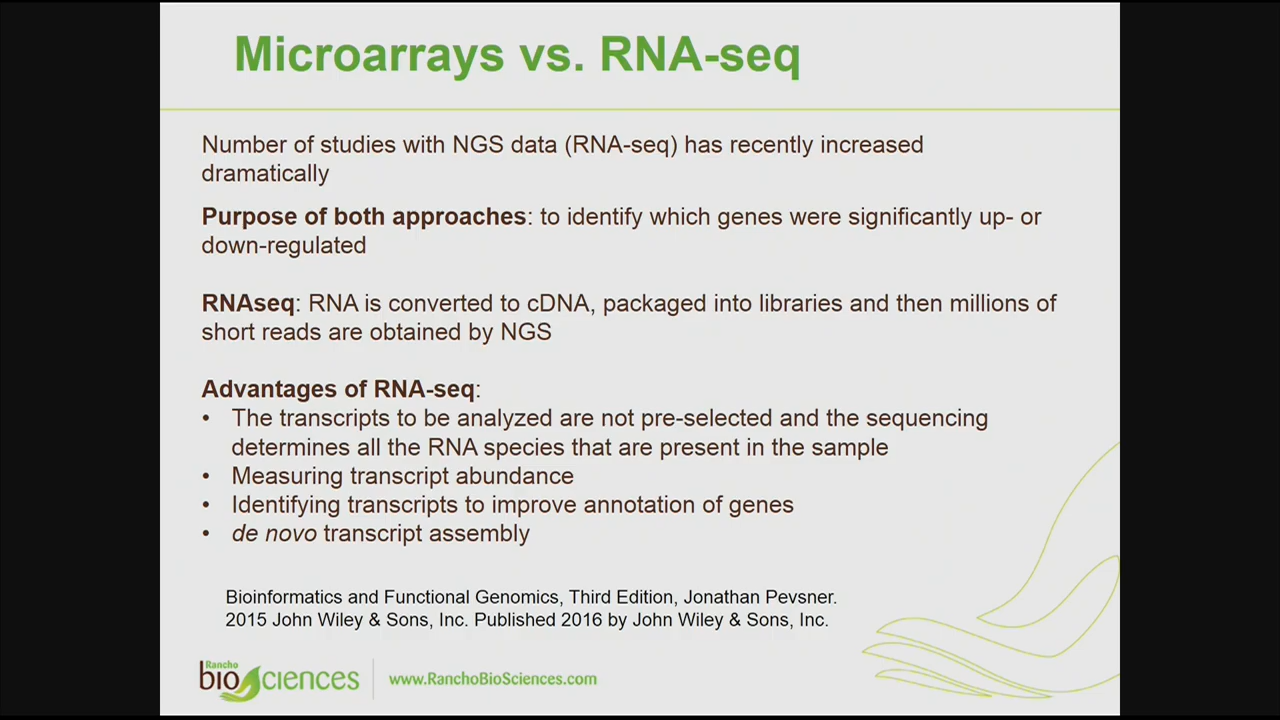 Microarrays vs. RNA-seq
Number of studies with NGS data (RNA-seq) has recently increased
dramatically
Purpose of both approaches: to identify which genes were significantly up- or
down-regulated
RNAseq: RNA is converted to cDNA, packaged into libraries and then millions of
short reads are obtained by NGS
Advantages of RNA-seq:
• The transcripts to be analyzed are not pre-selected and the sequencing
determines all the RNA species that are present in the sample
• Measuring transcript abundance
• Identifying transcripts to improve annotation of genes
• de novo transcript assembly
Bioinformatics and Functional Genomics, Third Edition, Jonathan Pevsner.
2015 John Wiley & Sons, Inc. Published 2016 by John Wiley & Sons, Inc.
Rancho
bioSciences
www.RanchoBioSciences.com